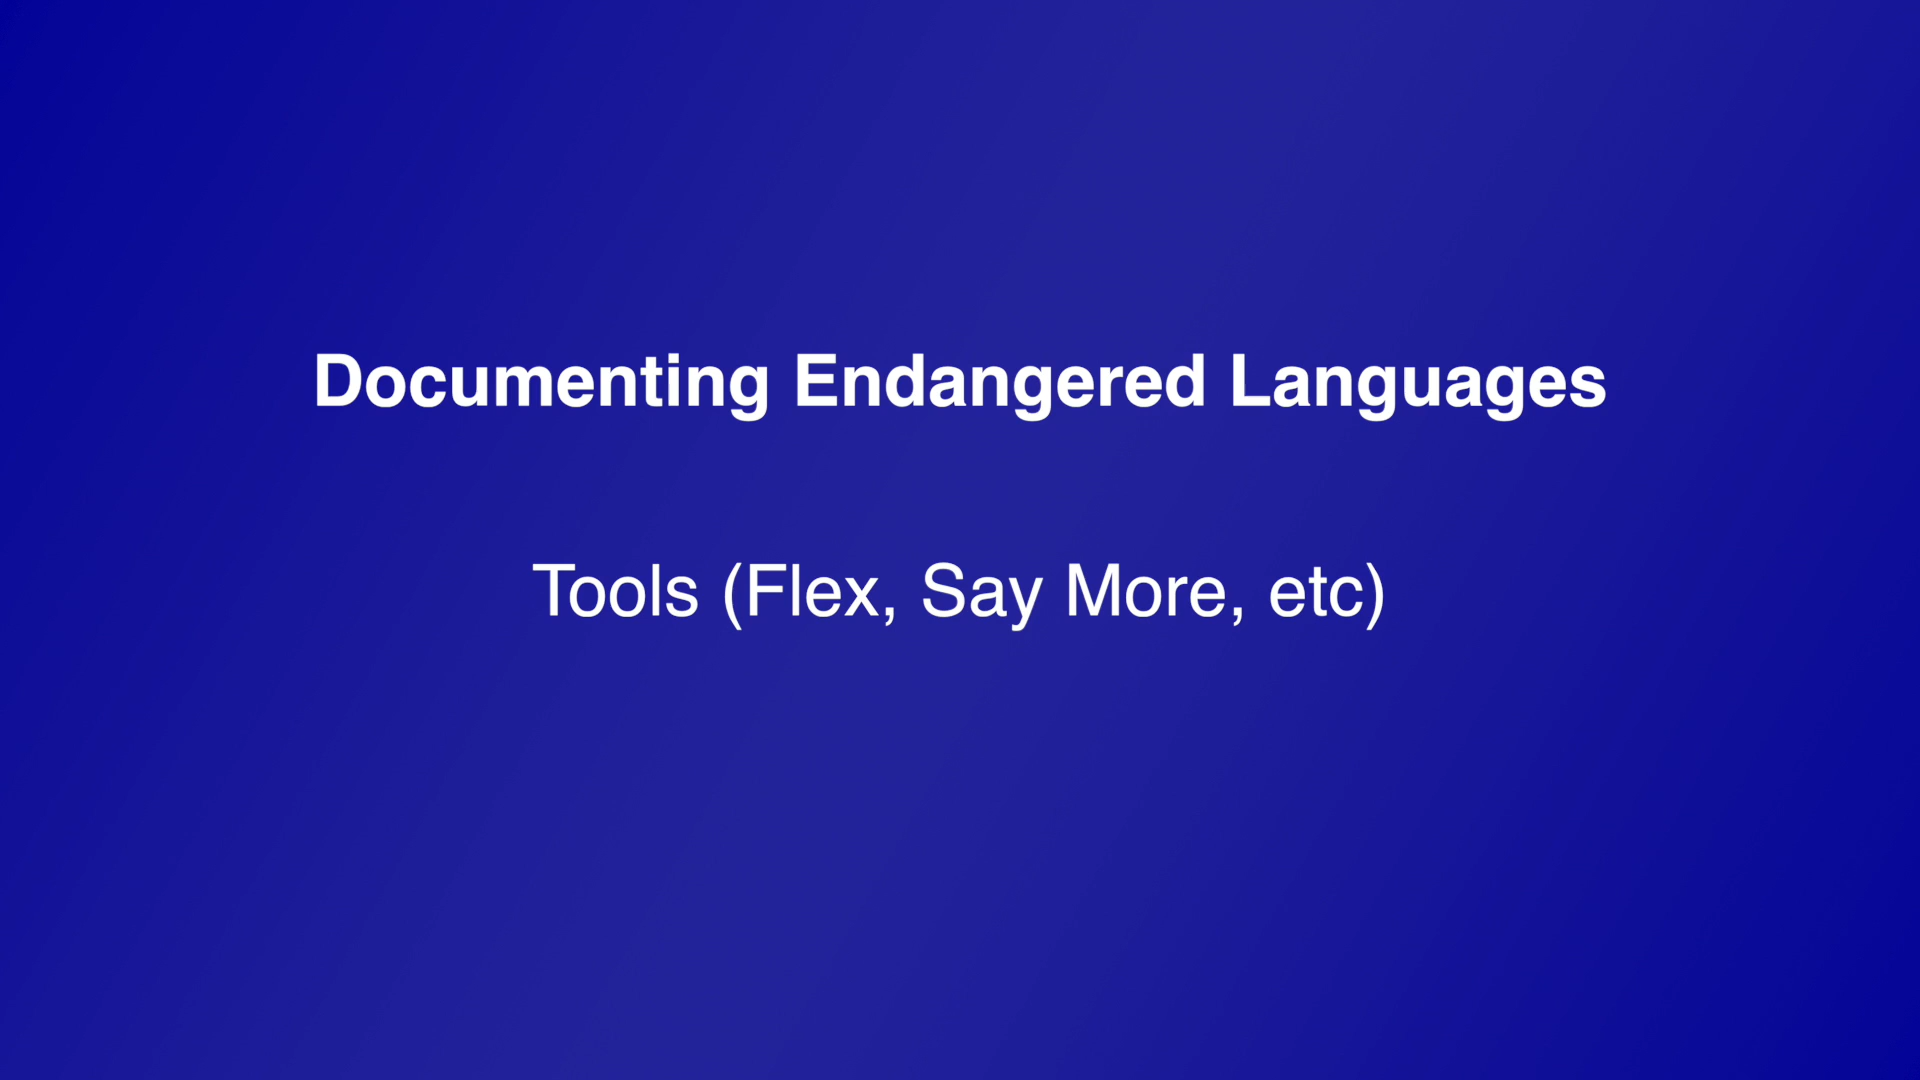 Documenting Endangered Languages
Tools (Flex, Say More, etc)